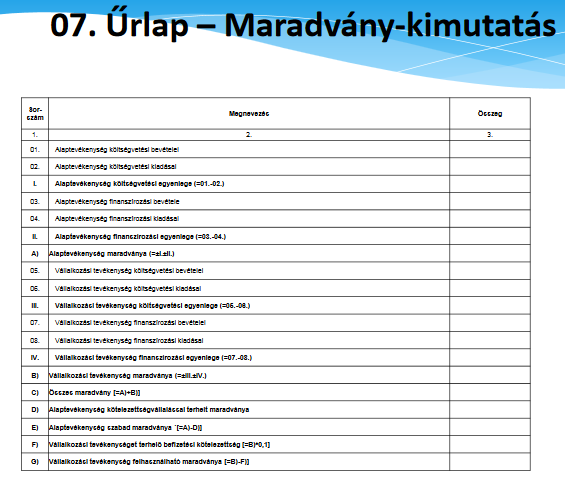 07. Űrlap – Maradvány-kimutatás
Sor-szám Megnevezés Összeg
1. 2. 3.
01. Alaptevékenység költségvetési bevételei
02. Alaptevékenység költségvetési kiadásai
I. Alaptevékenység költségvetési egyenlege (=01.-02.)
03. Alaptevékenység finanszírozási bevétele
04. Alaptevékenység finanszírozási kiadásai
II. Alaptevékenység finanszírozási egyenlege (=03.-04.)
A) Alaptevékenység maradványa (=±I.±II.)
05. Vállalkozási tevékenység költségvetési bevételei
06. Vállalkozási tevékenység költségvetési kiadásai
III. Vállalkozási tevékenység költségvetési egyenlege (=05.-06.)
07. Vállalkozási tevékenység finanszírozási bevételei
08. Vállalkozási tevékenység finanszírozási kiadásai
IV. Vállalkozási tevékenység finanszírozási egyenlege (=07.-08.)
B) Vállalkozási tevékenység maradványa (=±III.±IV.)
C) Összes maradvány [=A)+B)]
D) Alaptevékenység kötelezettségvállalással terhelt maradványa
E) Alaptevékenység szabad maradványa ´[=A)-D)]
F) Vállalkozási tevékenységet terhelő befizetési kötelezettség [=B)*0,1]
G) Vállalkozási tevékenység felhasználható maradványa [=B)-F)]